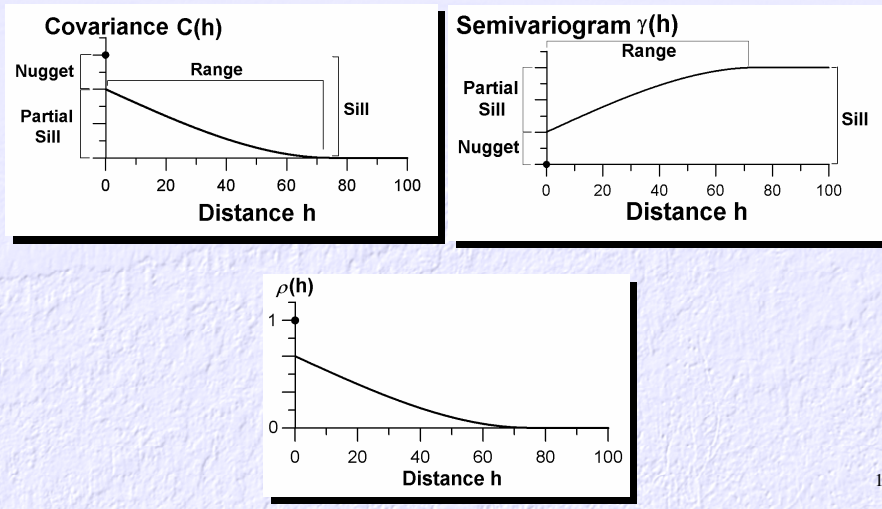 Covariance C(h)
Nugget
Range
Partial
Sill
Sill
0 20 40 60 80 100
Distance h
Semivariogram γ(h)
Range
Partial
Sill
Sill
Nugget
0 20 40 60 80 100
Distance h
ρ(h)
1
0
0 20 40 60 80 100
Distance h
1